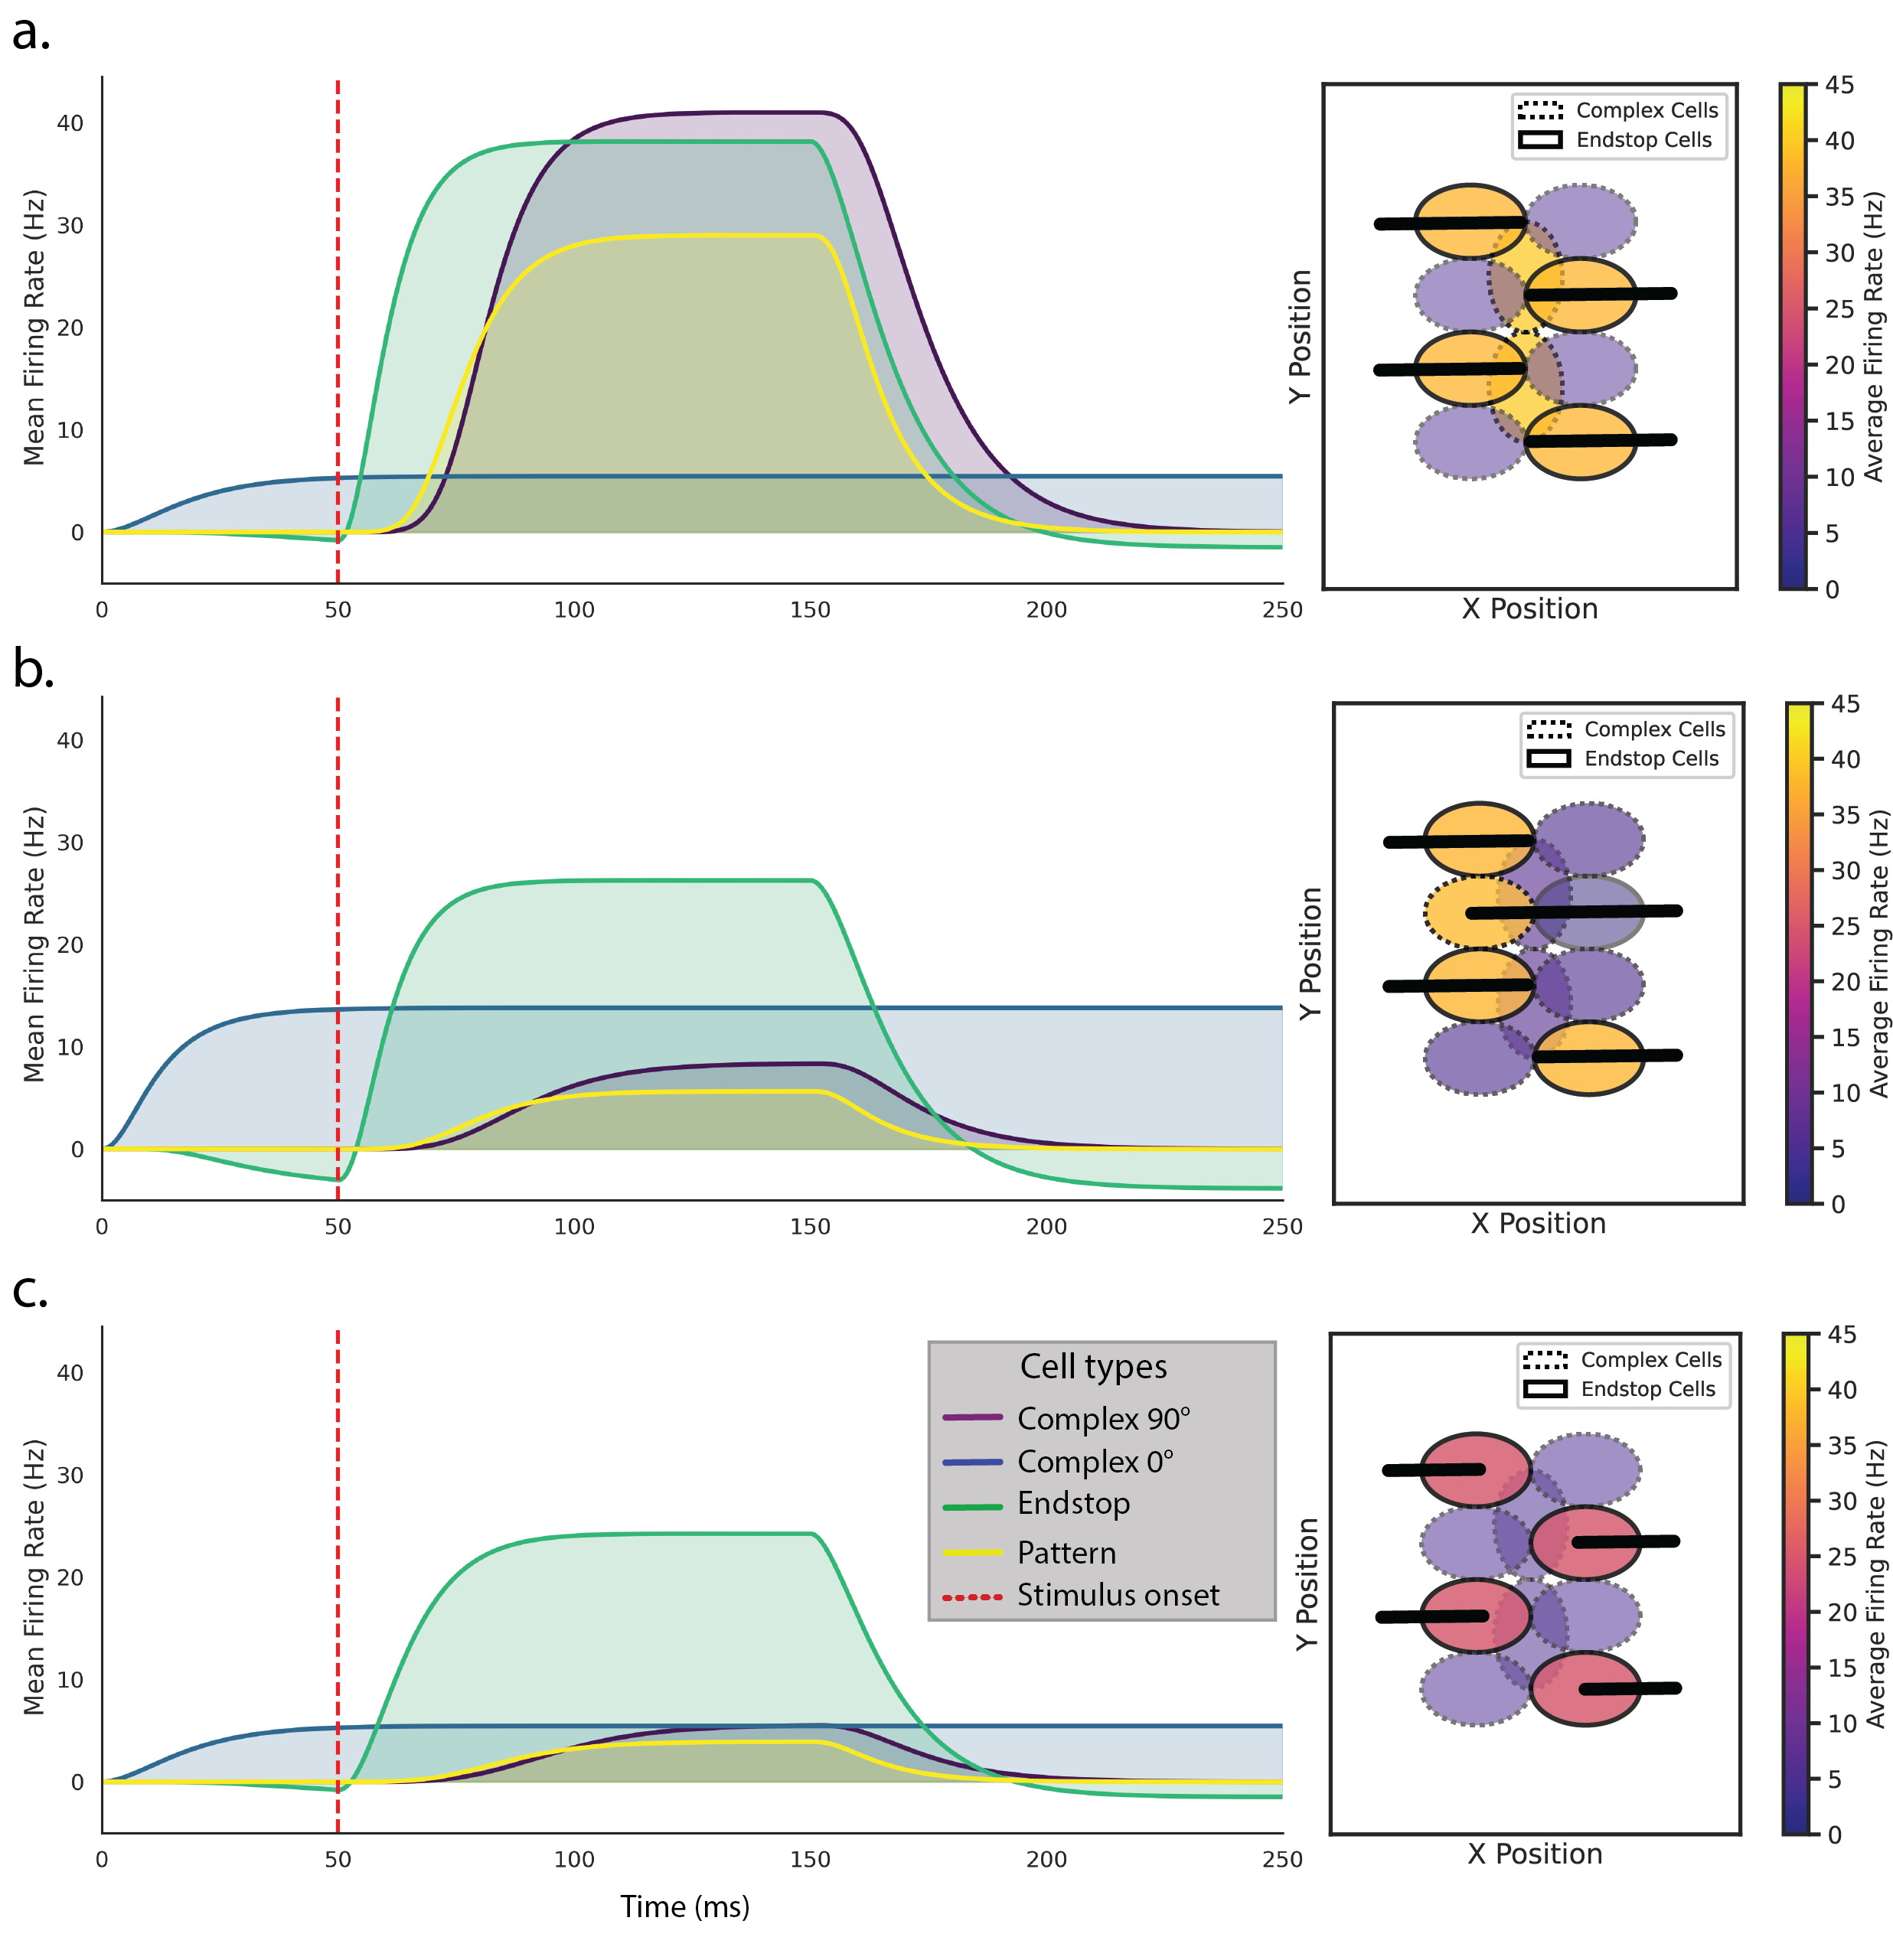 a.
Mean Firing Rate (Hz)
40
30
20
10
0
0 50 100 150 200 250
Complex Cells
Endstop Cells
Y Position
X Position
45
40
35
30
25
20
15
10
5
0
Average Firing Rate (Hz)
b.
Mean Firing Rate (Hz)
40
30
20
10
0
0 50 100 150 200 250
Complex Cells
Endstop Cells
Y Position
X Position
45
40
35
30
25
20
15
10
5
0
Average Firing Rate (Hz)
c.
Mean Firing Rate (Hz)
40
30
20
10
0
0 50 100 150 200 250
Time (ms)
Cell types
Complex 90°
Complex 0°
Endstop
Pattern
Stimulus onset
Complex Cells
Endstop Cells
Y Position
X Position
45
40
35
30
25
20
15
10
5
0
Average Firing Rate (Hz)